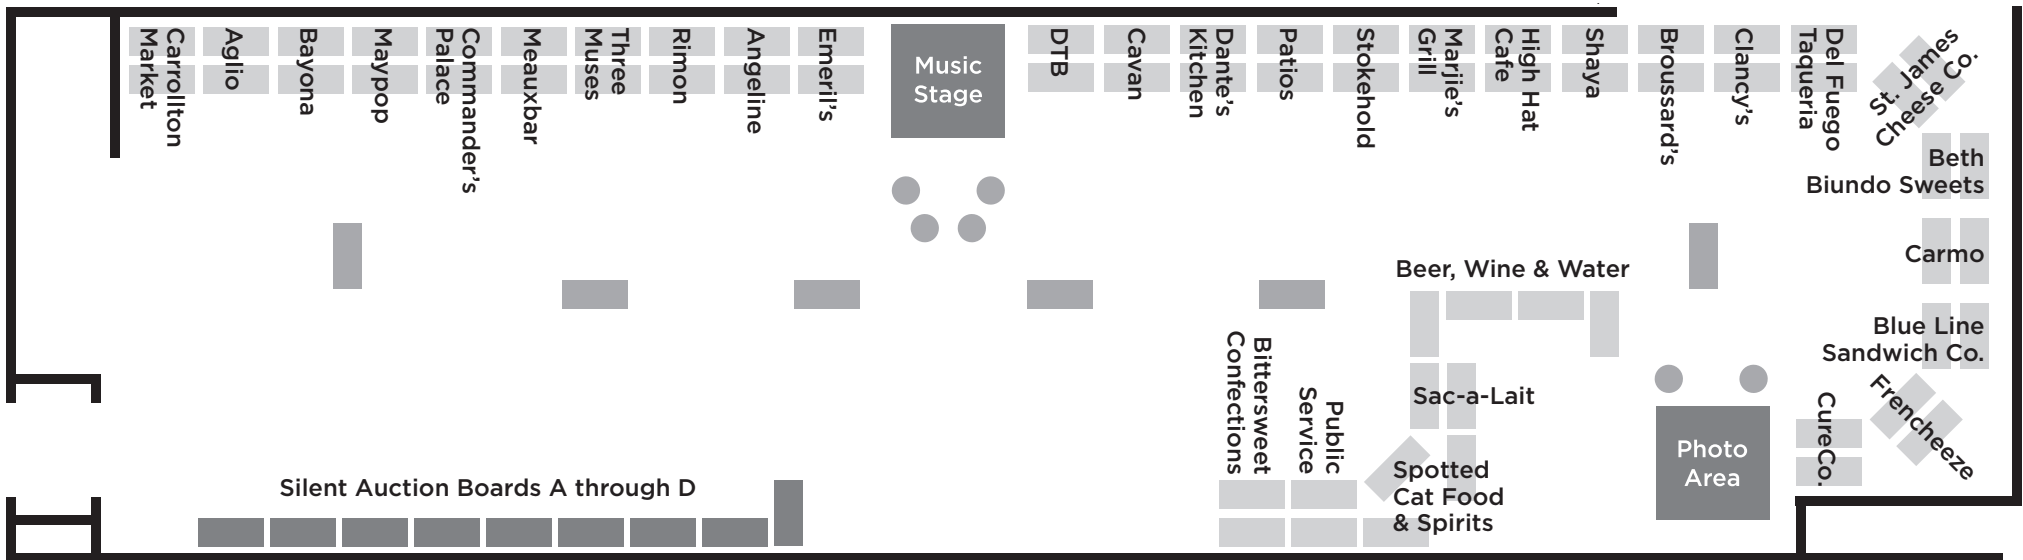 Carrollton
Market
Aglio
Bayona
Maypop
Commander's
Palace
Meauxbar
Three
Muses
Rimon
Angeline
Emeril's
Music
Stage
DTB
Cavan
Dante's
Kitchen
Patios
Stokehold
Marjie's
Grill
High Hat
Cafe
Shaya
Broussard's
Clancy's
Del Fuego
Taqueria
St. James
Cheese Co.
Beth
Biundo Sweets
Carmo
Blue Line
Sandwich Co.
Frencheeze
CureCo.
Photo
Area
Beer, Wine & Water
Sac-a-Lait
Spotted
Cat Food
& Spirits
Public
Service
Bittersweet
Confections
Silent Auction Boards A through D